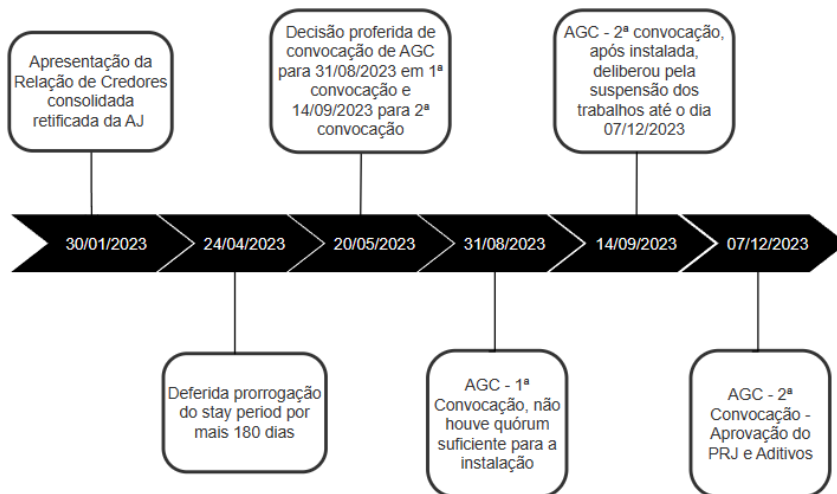 Apresentação da
Relação de Credores
consolidada
retificada da AJ
Decisão proferida de
convocação de AGC
para 31/08/2023 em 1ª
convocação e
14/09/2023 para 2ª
convocação
AGC - 2ª convocação,
após instalada,
deliberou pela
suspensão dos
trabalhos até o dia
07/12/2023
30/01/2023
24/04/2023
20/05/2023
31/08/2023
14/09/2023
07/12/2023
Deferida prorrogação
do stay period por
mais 180 dias
AGC - 1ª
Convocação, não
houve quórum
suficiente para a
instalação
AGC - 2ª
Convocação -
Aprovação do
PRJ e Aditivos